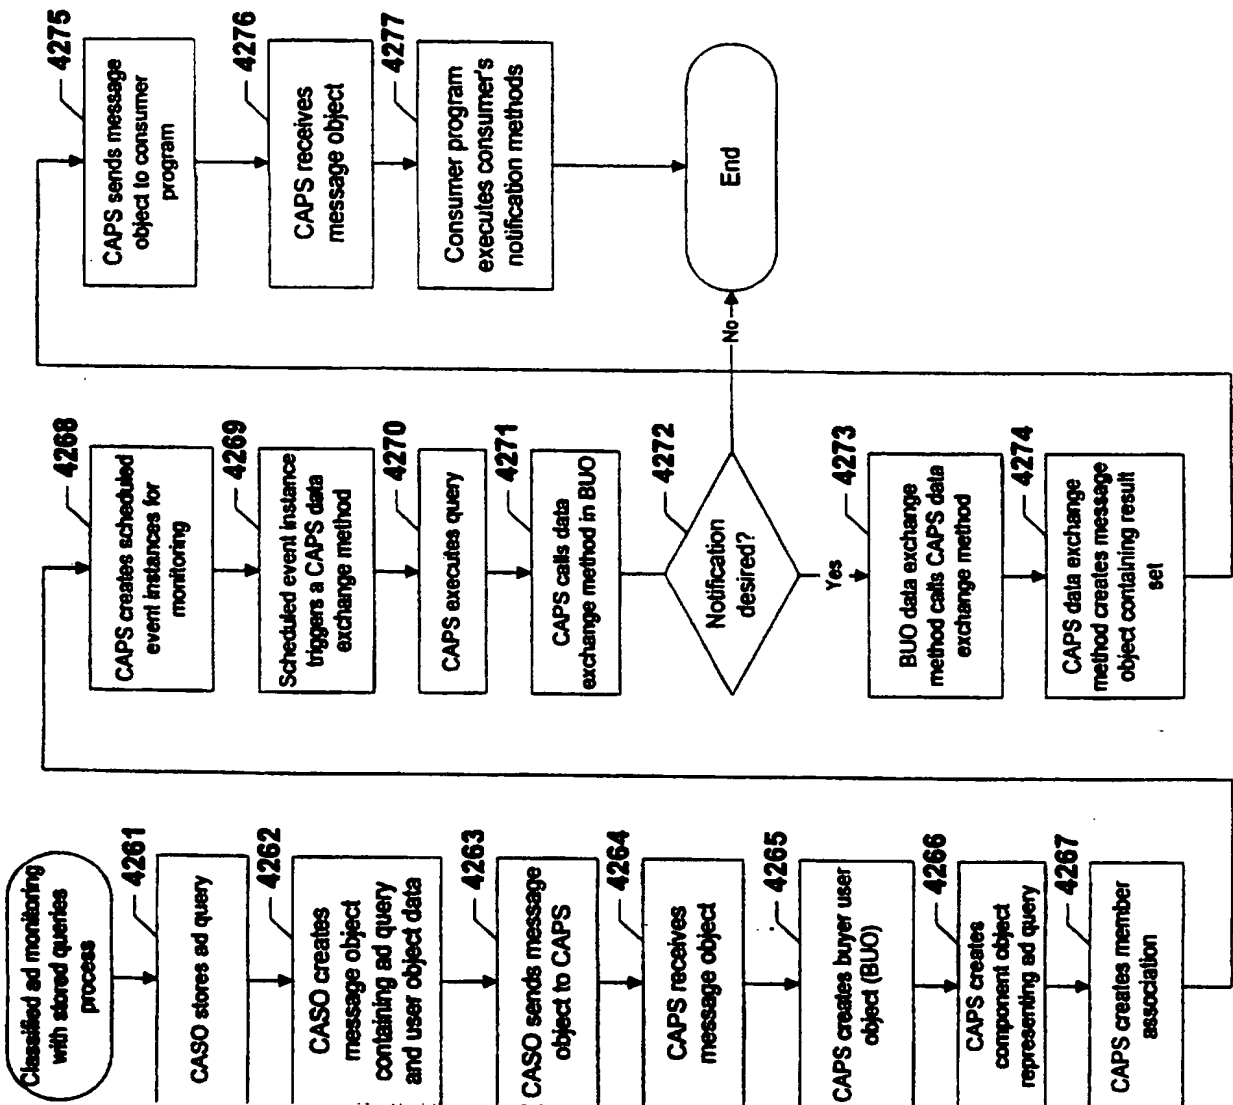 Classified ad monitoring
with stored queries
process
4261
CASO stores ad query
4262
CASO creates
message object
containing ad query
and user object data
4263
CASO sends message
object to CAPS
4264
CAPS receives
message object
4265
CAPS creates buyer user
object (BUO)
4266
CAPS creates
component object
representing ad query
4267
CAPS creates member
association
4268
CAPS creates scheduled
event instances for
monitoring
4269
Scheduled event instance
triggers a CAPS data
exchange method
4270
CAPS executes query
4271
CAPS calls data
exchange method in BUO
4272
Notification
desired?
No
Yes
4273
BUO data exchange
method calls CAPS data
exchange method
4274
CAPS data exchange
method creates message
object containing result
set
4275
CAPS sends message
object to consumer
program
4276
CAPS receives
message object
4277
Consumer program
executes consumer's
notification methods
End